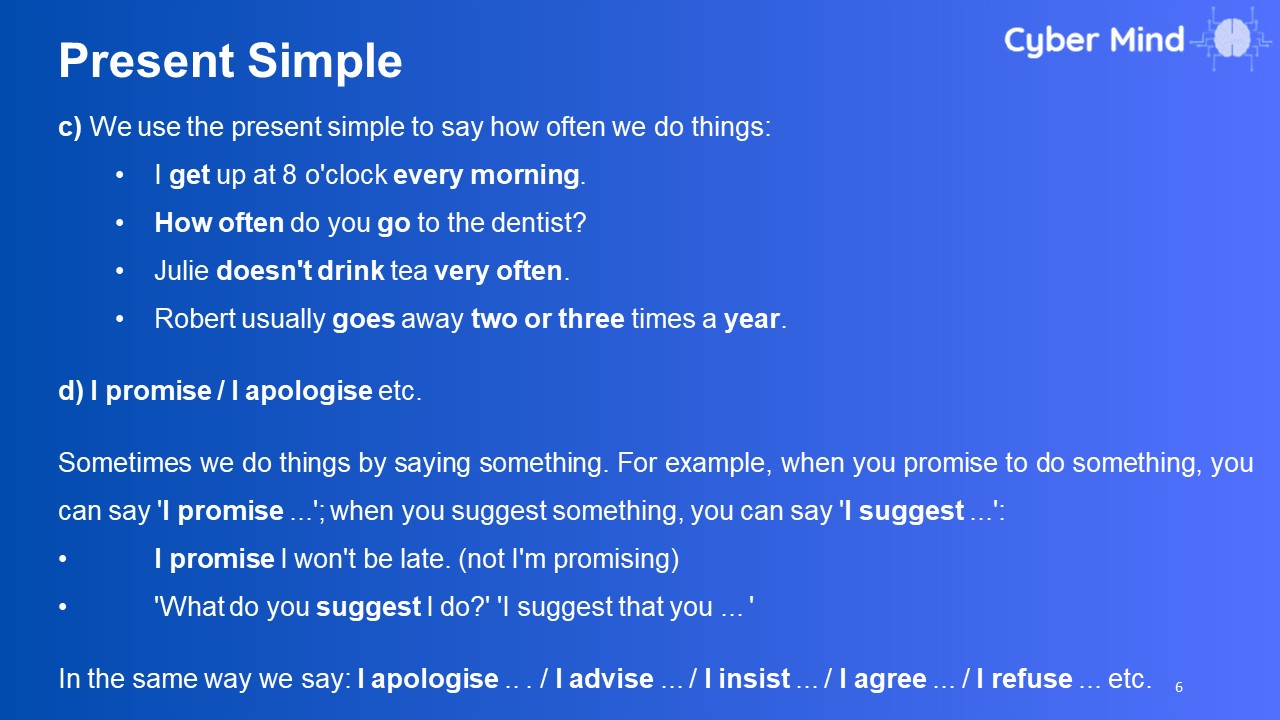 Present Simple
Cyber Mind
c) We use the present simple to say how often we do things:
• I get up at 8 o'clock every morning.
• How often do you go to the dentist?
• Julie doesn't drink tea very often.
• Robert usually goes away two or three times a year.
d) I promise / I apologise etc.
Sometimes we do things by saying something. For example, when you promise to do something, you
can say 'I promise ...'; when you suggest something, you can say 'I suggest ...':
• I promise I won't be late. (not I'm promising)
• 'What do you suggest I do?' 'I suggest that you ... '
In the same way we say: I apologise .. . / I advise ... / I insist ... / I agree ... / I refuse ... etc.
6